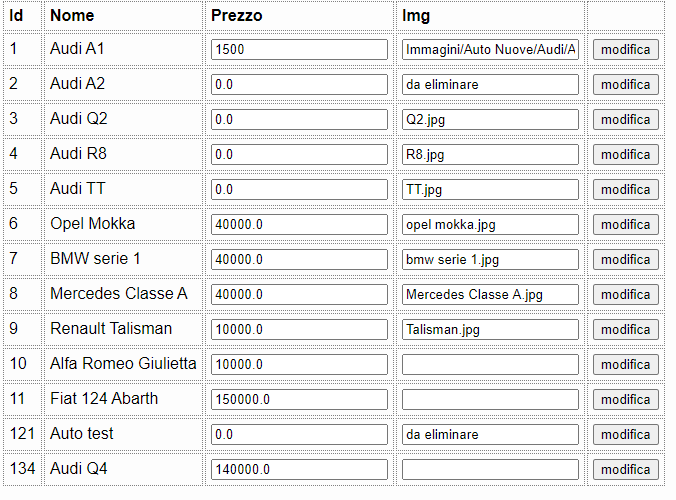 Id Nome Prezzo Img
1 Audi A1 1500 Immagini/Auto Nuove/Audi/A modifica
2 Audi A2 0.0 da eliminare modifica
3 Audi Q2 0.0 Q2.jpg modifica
4 Audi R8 0.0 R8.jpg modifica
5 Audi TT 0.0 TT.jpg modifica
6 Opel Mokka 40000.0 opel mokka.jpg modifica
7 BMW serie 1 40000.0 bmw serie 1.jpg modifica
8 Mercedes Classe A 40000.0 Mercedes Classe A.jpg modifica
9 Renault Talisman 10000.0 Talisman.jpg modifica
10 Alfa Romeo Giulietta 10000.0 modifica
11 Fiat 124 Abarth 150000.0 modifica
121 Auto test 0.0 da eliminare modifica
134 Audi Q4 140000.0 modifica